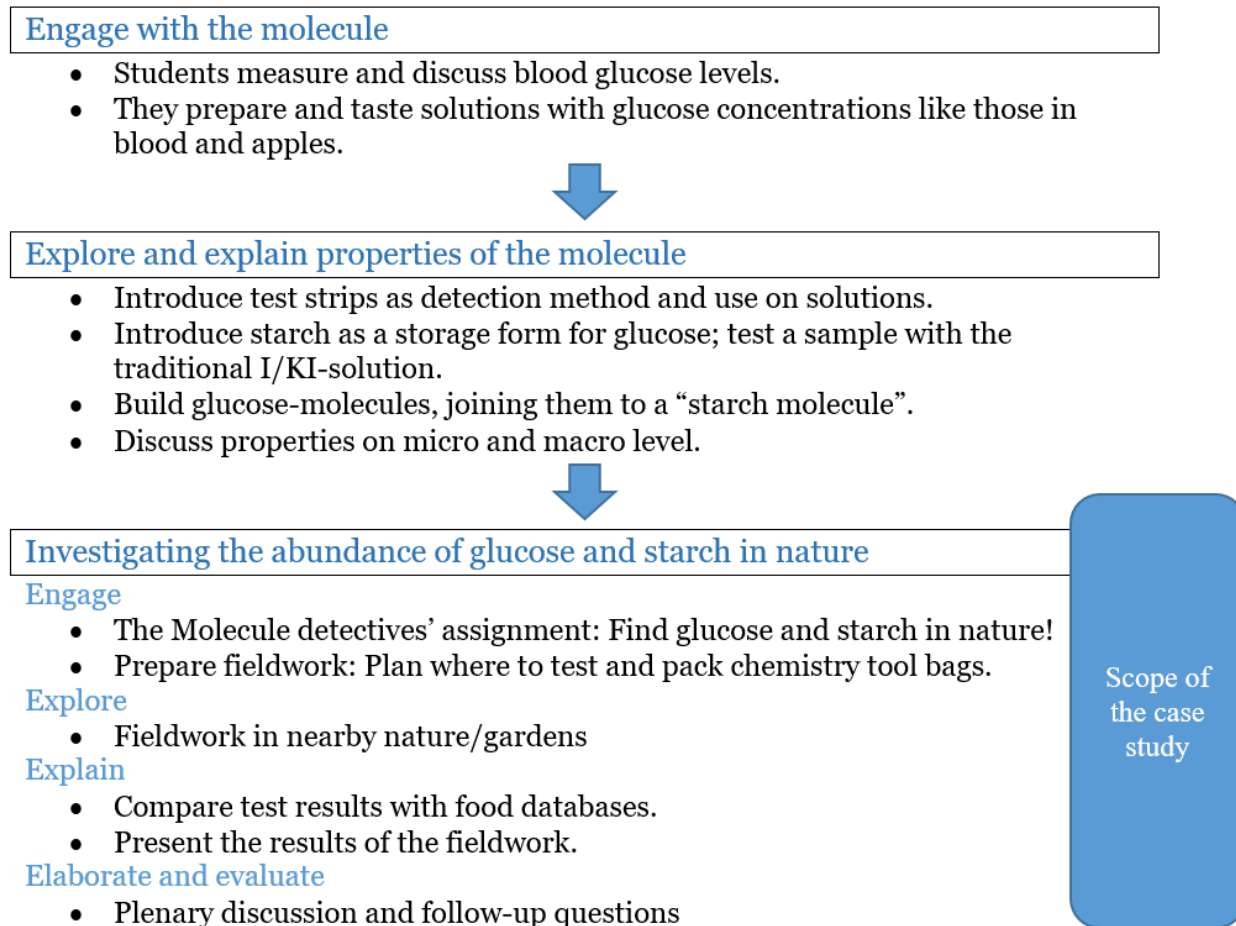 Engage with the molecule
• Students measure and discuss blood glucose levels.
• They prepare and taste solutions with glucose concentrations like those in
blood and apples.
Explore and explain properties of the molecule
• Introduce test strips as detection method and use on solutions.
• Introduce starch as a storage form for glucose; test a sample with the
traditional I/KI-solution.
• Build glucose-molecules, joining them to a “starch molecule”.
• Discuss properties on micro and macro level.
Investigating the abundance of glucose and starch in nature
Engage
• The Molecule detectives’ assignment: Find glucose and starch in nature!
• Prepare fieldwork: Plan where to test and pack chemistry tool bags.
Explore
• Fieldwork in nearby nature/gardens
Explain
• Compare test results with food databases.
• Present the results of the fieldwork.
Elaborate and evaluate
• Plenary discussion and follow-up questions
Scope of
the case
study